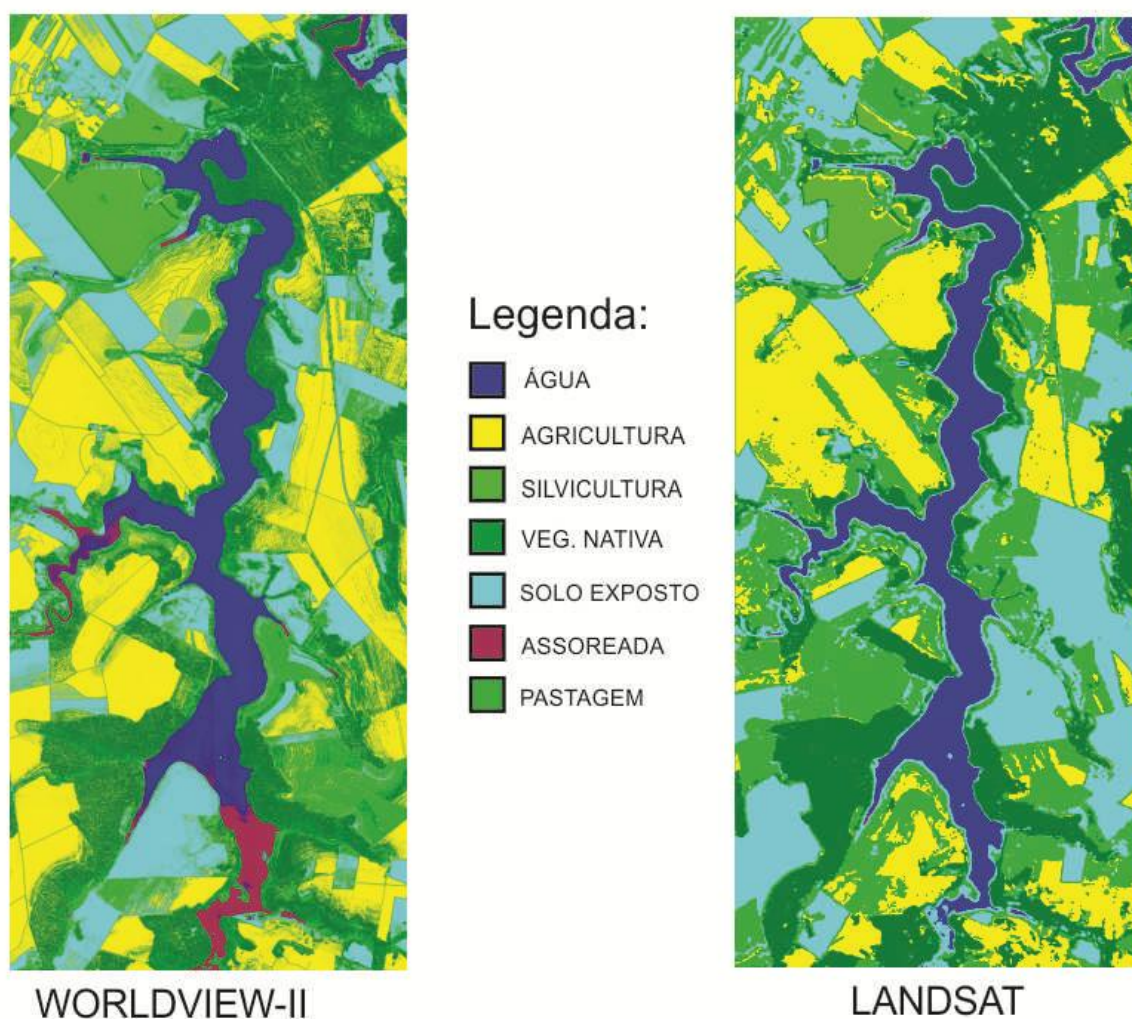 Legenda:
ÁGUA
AGRICULTURA
SILVICULTURA
VEG. NATIVA
SOLO EXPOSTO
ASSOREADA
PASTAGEM
WORLDVIEW-II
LANDSAT